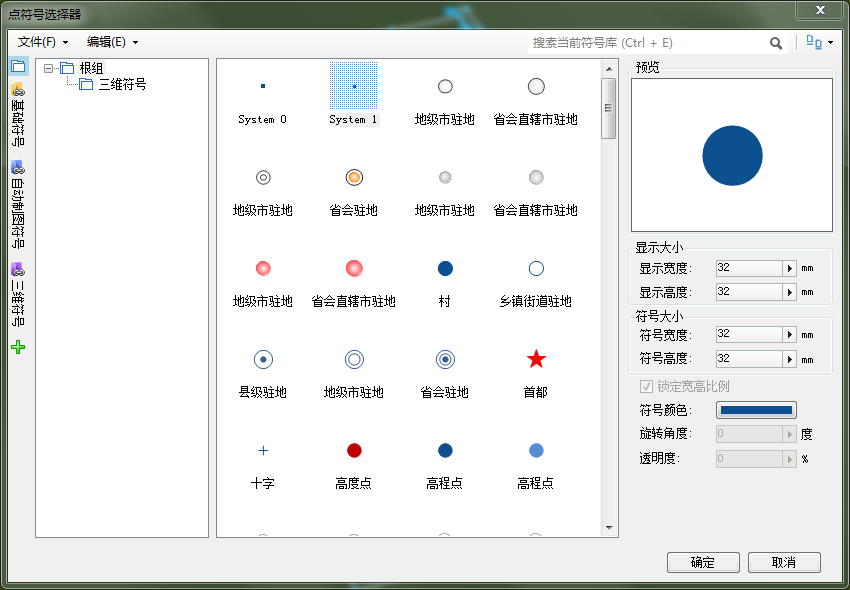 点符号选择器
文件(F) 编辑(E) 搜索当前符号库 (Ctrl + E)
基础符号
自动制图符号
三维符号
根组
三维符号
System 0 System 1 地级市驻地 省会直辖市驻地
地级市驻地 省会驻地 地级市驻地 省会直辖市驻地
地级市驻地 省会直辖市驻地 村 乡镇街道驻地
县级驻地 地级市驻地 省会驻地 首都
十字 高度点 高程点 高程点
预览
显示大小
显示宽度: 32 mm
显示高度: 32 mm
符号大小
符号宽度: 32 mm
符号高度: 32 mm
锁定宽高比例
符号颜色:
旋转角度: 0 度
透明度: 0 %
确定 取消